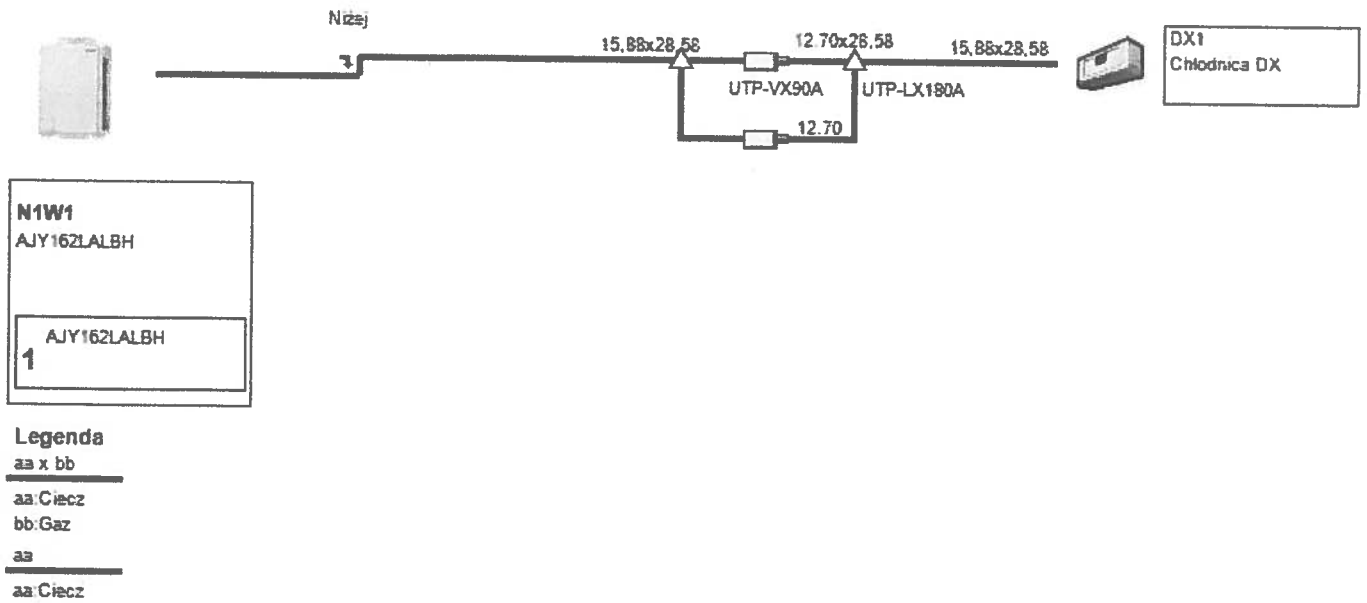 Niżej
15,88x28,58
12.70x28,58
15,88x28,58
UTP-VX90A
UTP-LX180A
12.70
DX1
Chłodnica DX
N1W1
AJY162LALBH
AJY162LALBH
1
Legenda
aa x bb
aa:Ciecz
bb:Gaz
aa
aa:Ciecz